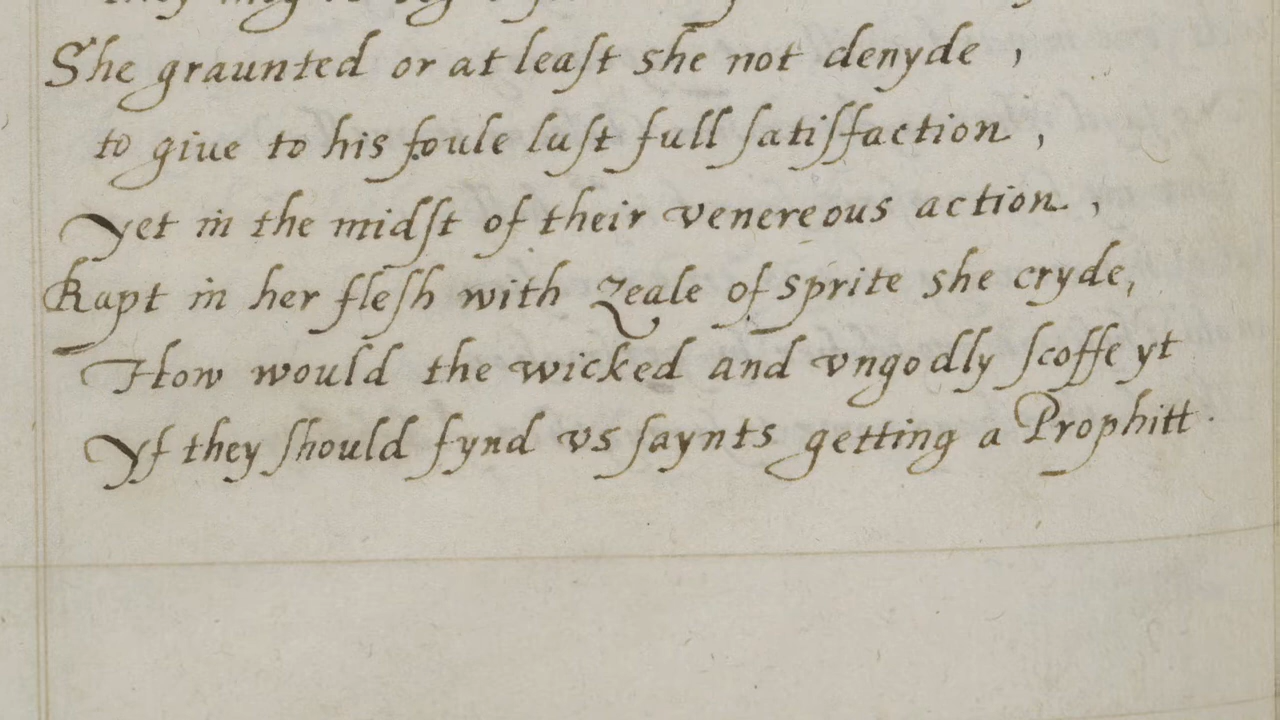 She graunted or at least she not denyde ,
to giue to his foule lust full satisfaction ,
Yet in the midst of their venereous action ,
Rapt in her flesh with Zeale of sprite she cryde,
How would the wicked and vngodly scoffe yt
Yf they should fynd vs saynts getting a Prophitt .